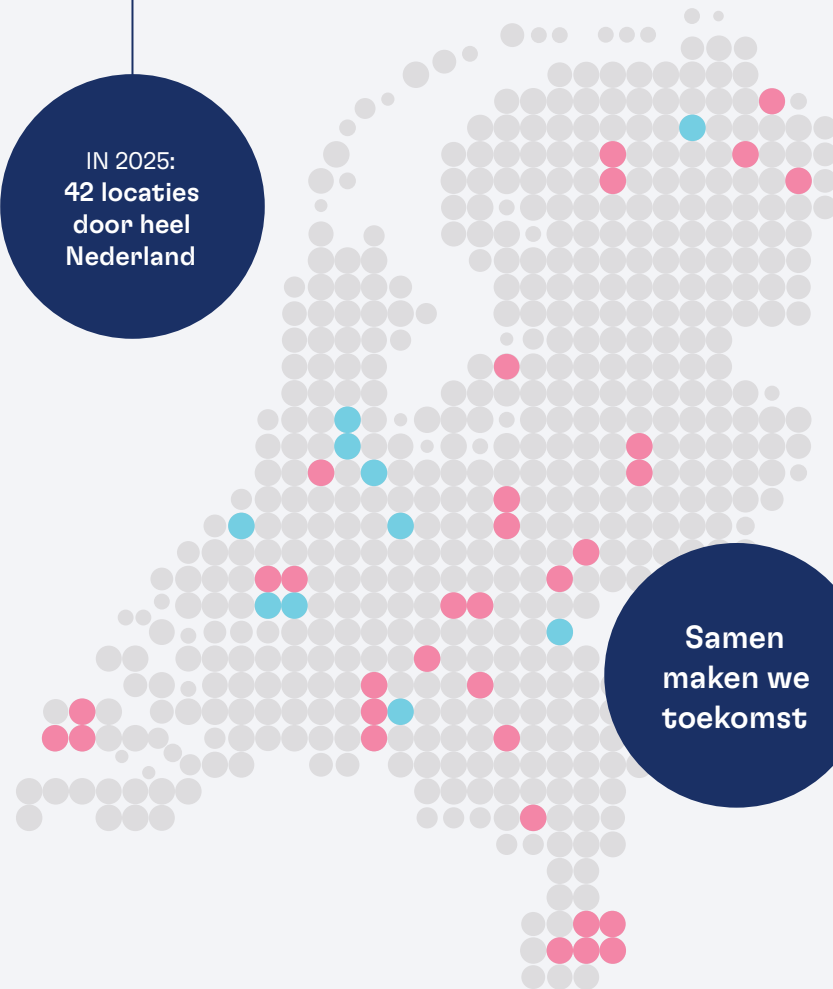 IN 2025:
42 locaties
door heel
Nederland
Samen
maken we
toekomst